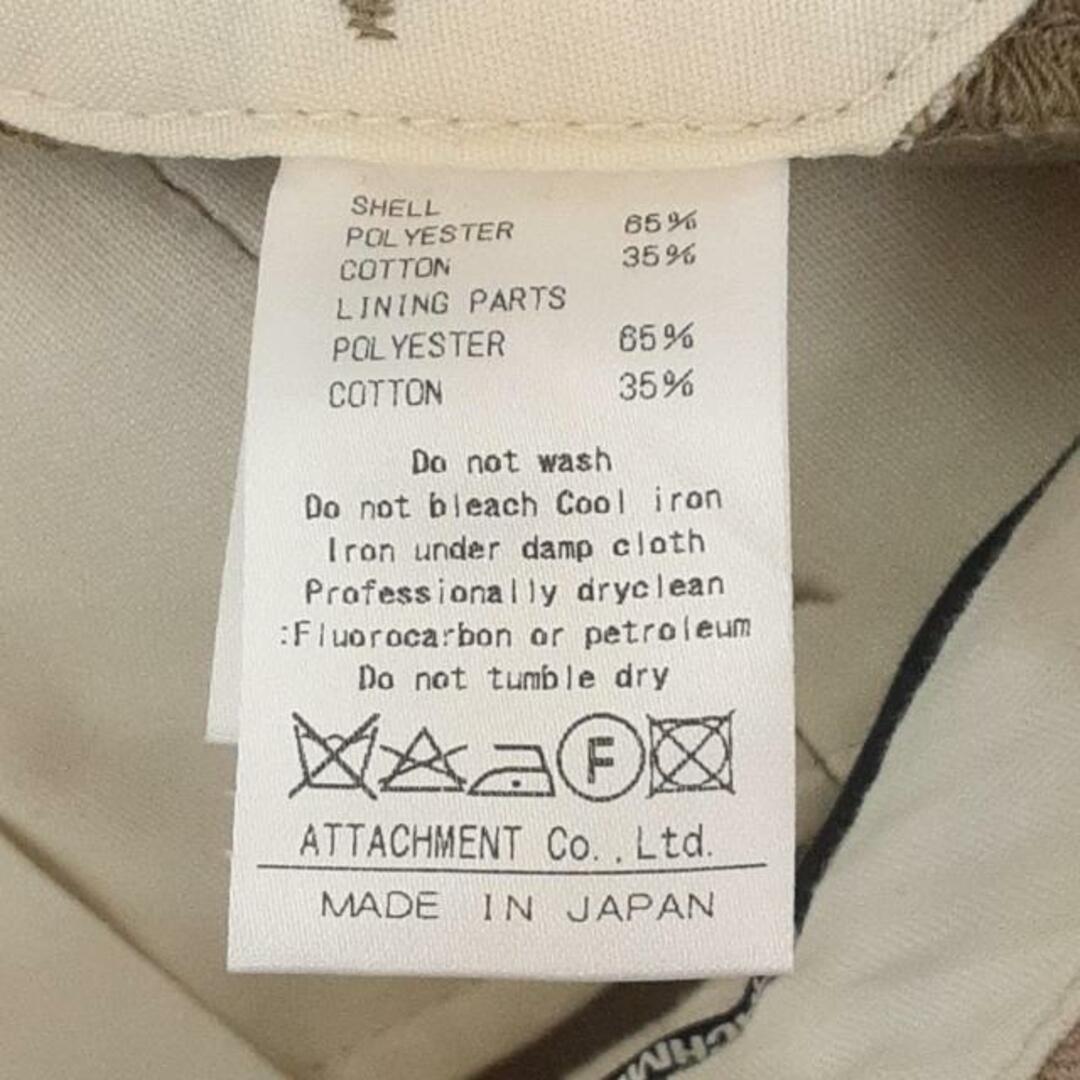 SHELL
POLYESTER 65%
COTTON 35%
LINING PARTS
POLYESTER 65%
COTTON 35%
Do not wash
Do not bleach Cool iron
Iron under damp cloth
Professionally dryclean
:Fluorocarbon or petroleum
Do not tumble dry
F
ATTACHMENT Co.,Ltd.
MADE IN JAPAN